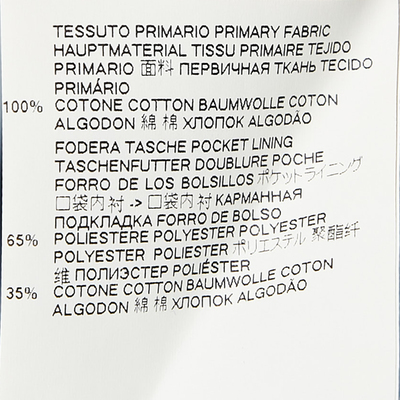 TESSUTO PRIMARIO PRIMARY FABRIC
HAUPTMATERIAL TISSU PRIMAIRE TEJIDO
PRIMARIO 面料 ПЕРВИЧНАЯ ТКАНЬ TECIDO
PRIMÁRIO
100% COTONE COTTON BAUMWOLLE COTON
ALGODON 綿 棉 ХЛОПОК ALGODÃO
FODERA TASCHE POCKET LINING
TASCHENFUTTER DOUBLURE POCHE
FORRO DE LOS BOLSILLOS ポケットライニング
口袋内衬 -> 口袋内衬 КАРМАННАЯ
ПОДКЛАДКА FORRO DE BOLSO
65% POLIESTERE POLYESTER POLYESTER
POLYESTER POLIESTER ポリエステル 聚酯纤
维 ПОЛИЭСТЕР POLIÉSTER
35% COTONE COTTON BAUMWOLLE COTON
ALGODON 綿 棉 ХЛОПОК ALGODÃO